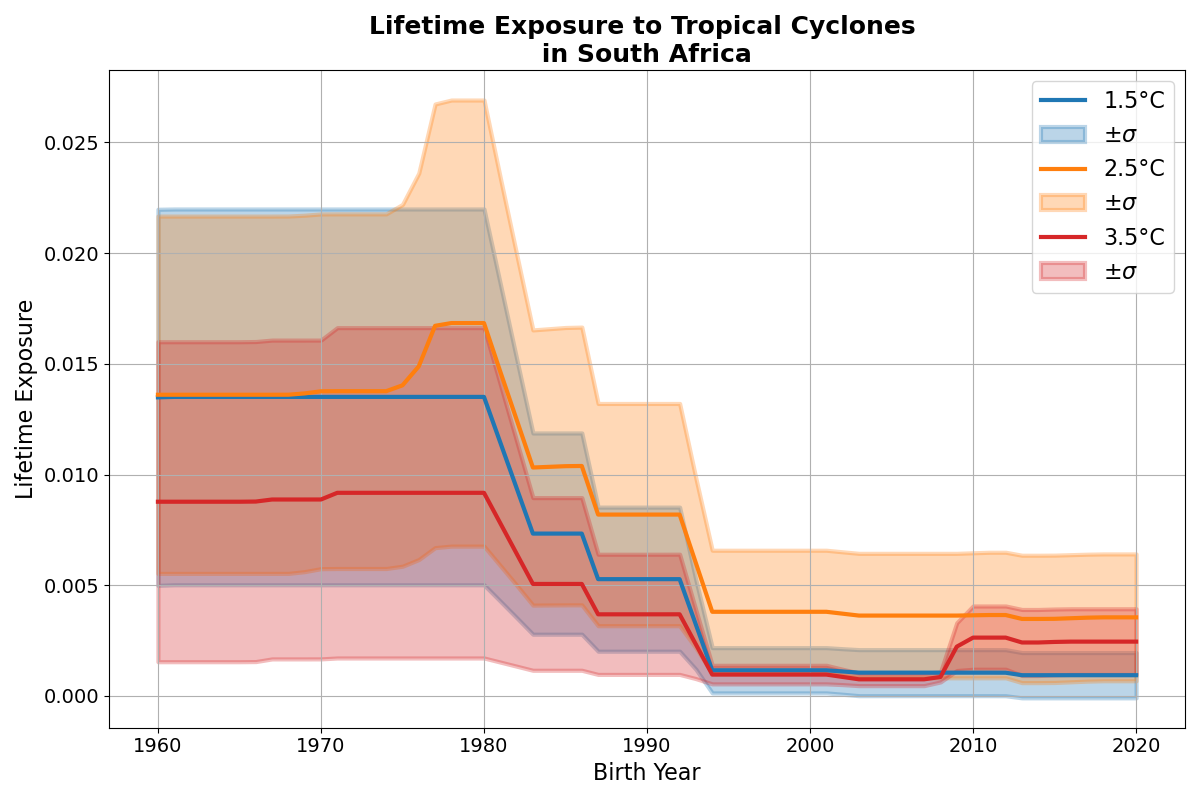 Lifetime Exposure to Tropical Cyclones
in South Africa
Lifetime Exposure
0.025
0.020
0.015
0.010
0.005
0.000
1.5°C
±σ
2.5°C
±σ
3.5°C
±σ
1960 1970 1980 1990 2000 2010 2020
Birth Year